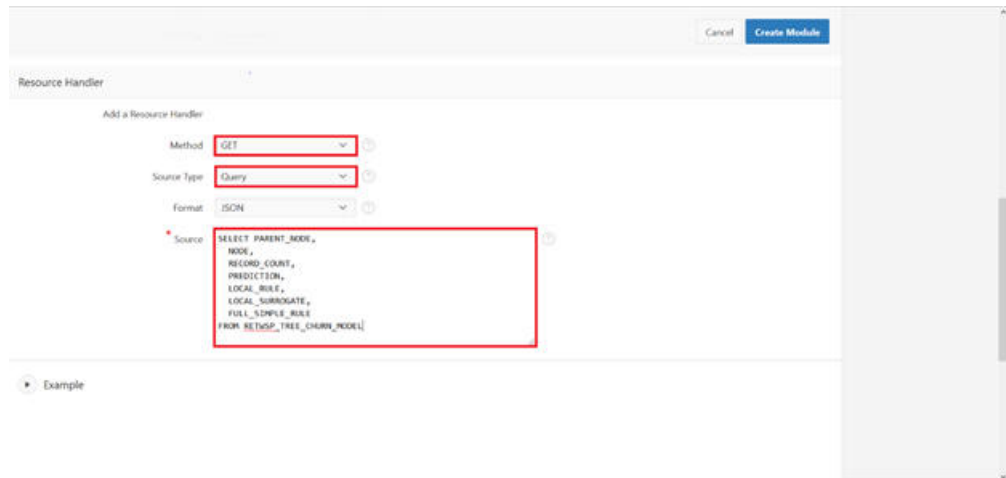 Cancel Create Module
Resource Handler
Add a Resource Handler
Method GET
Source Type Query
Format JSON
* Source SELECT PARENT_NODE,
NODE,
RECORD_COUNT,
PREDICTION,
LOCAL_RULE,
LOCAL_SURROGATE,
FULL_SIMPLE_RULE
FROM RETWSP_TREE_CHURN_MODEL
Example